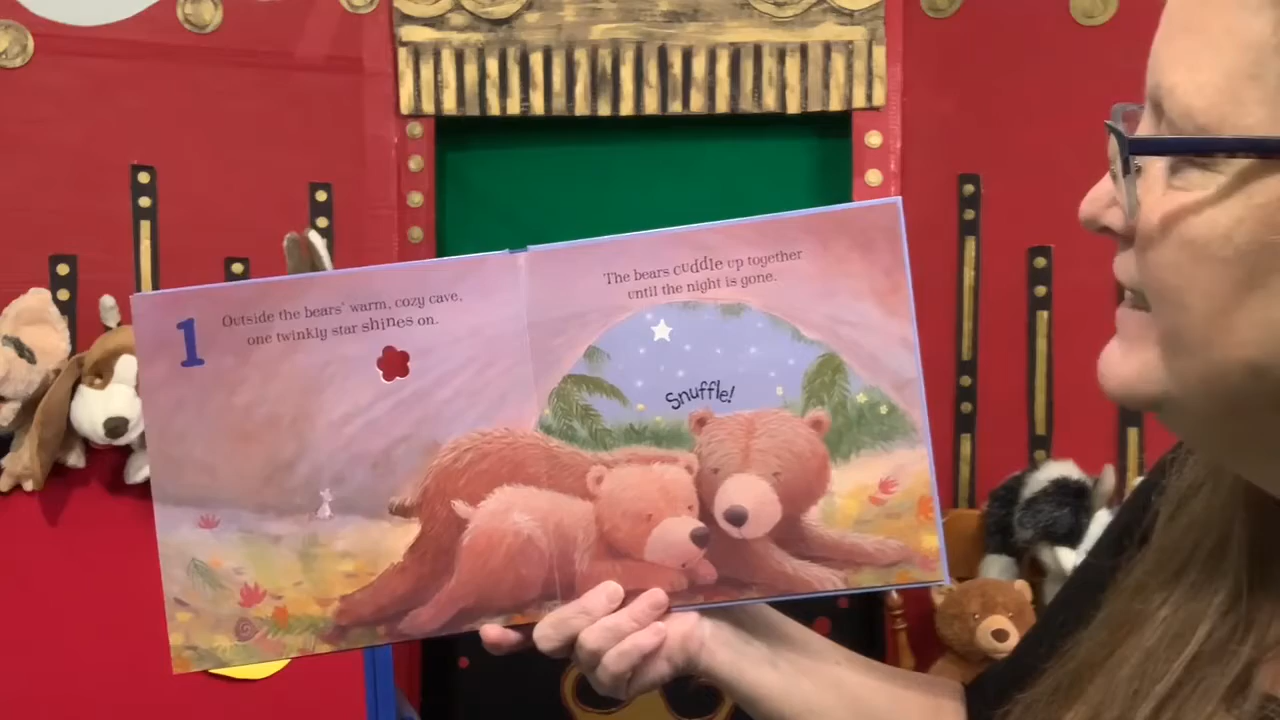 1
Outside the bears' warm, cozy cave,
one twinkly star shines on.
The bears cuddle up together
until the night is gone.
Snuffle!